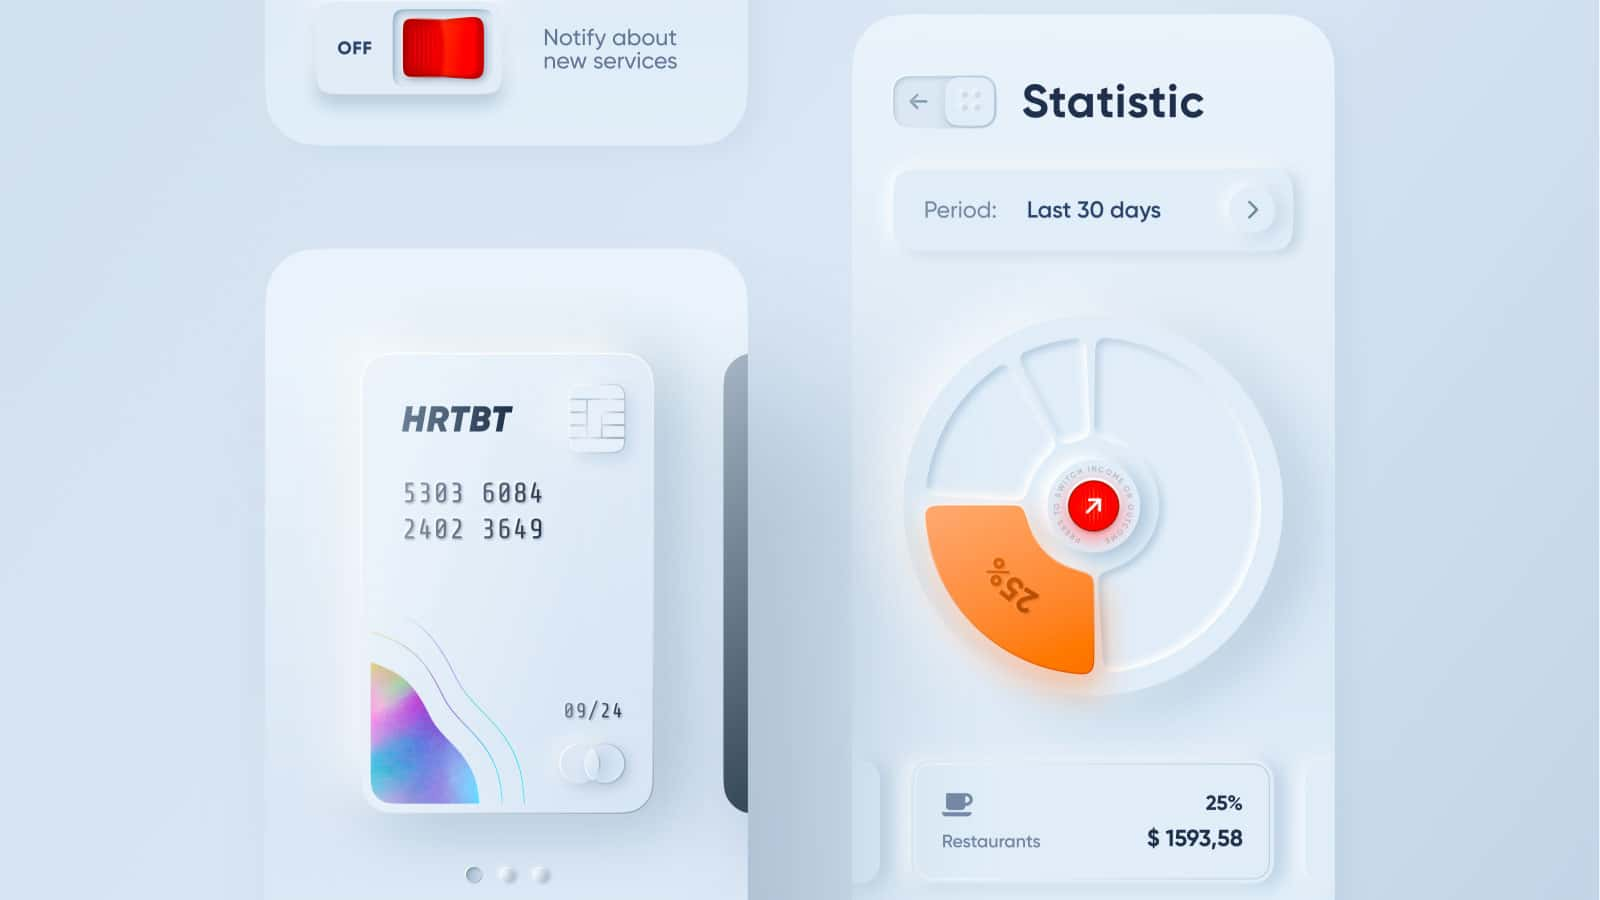 OFF
Notify about
new services
HRTBT
5303 6084
2402 3649
09/24
Statistic
Period: Last 30 days
PRESS TO SWITCH INCOME OR OUTCOME
25%
25%
Restaurants
$ 1593,58